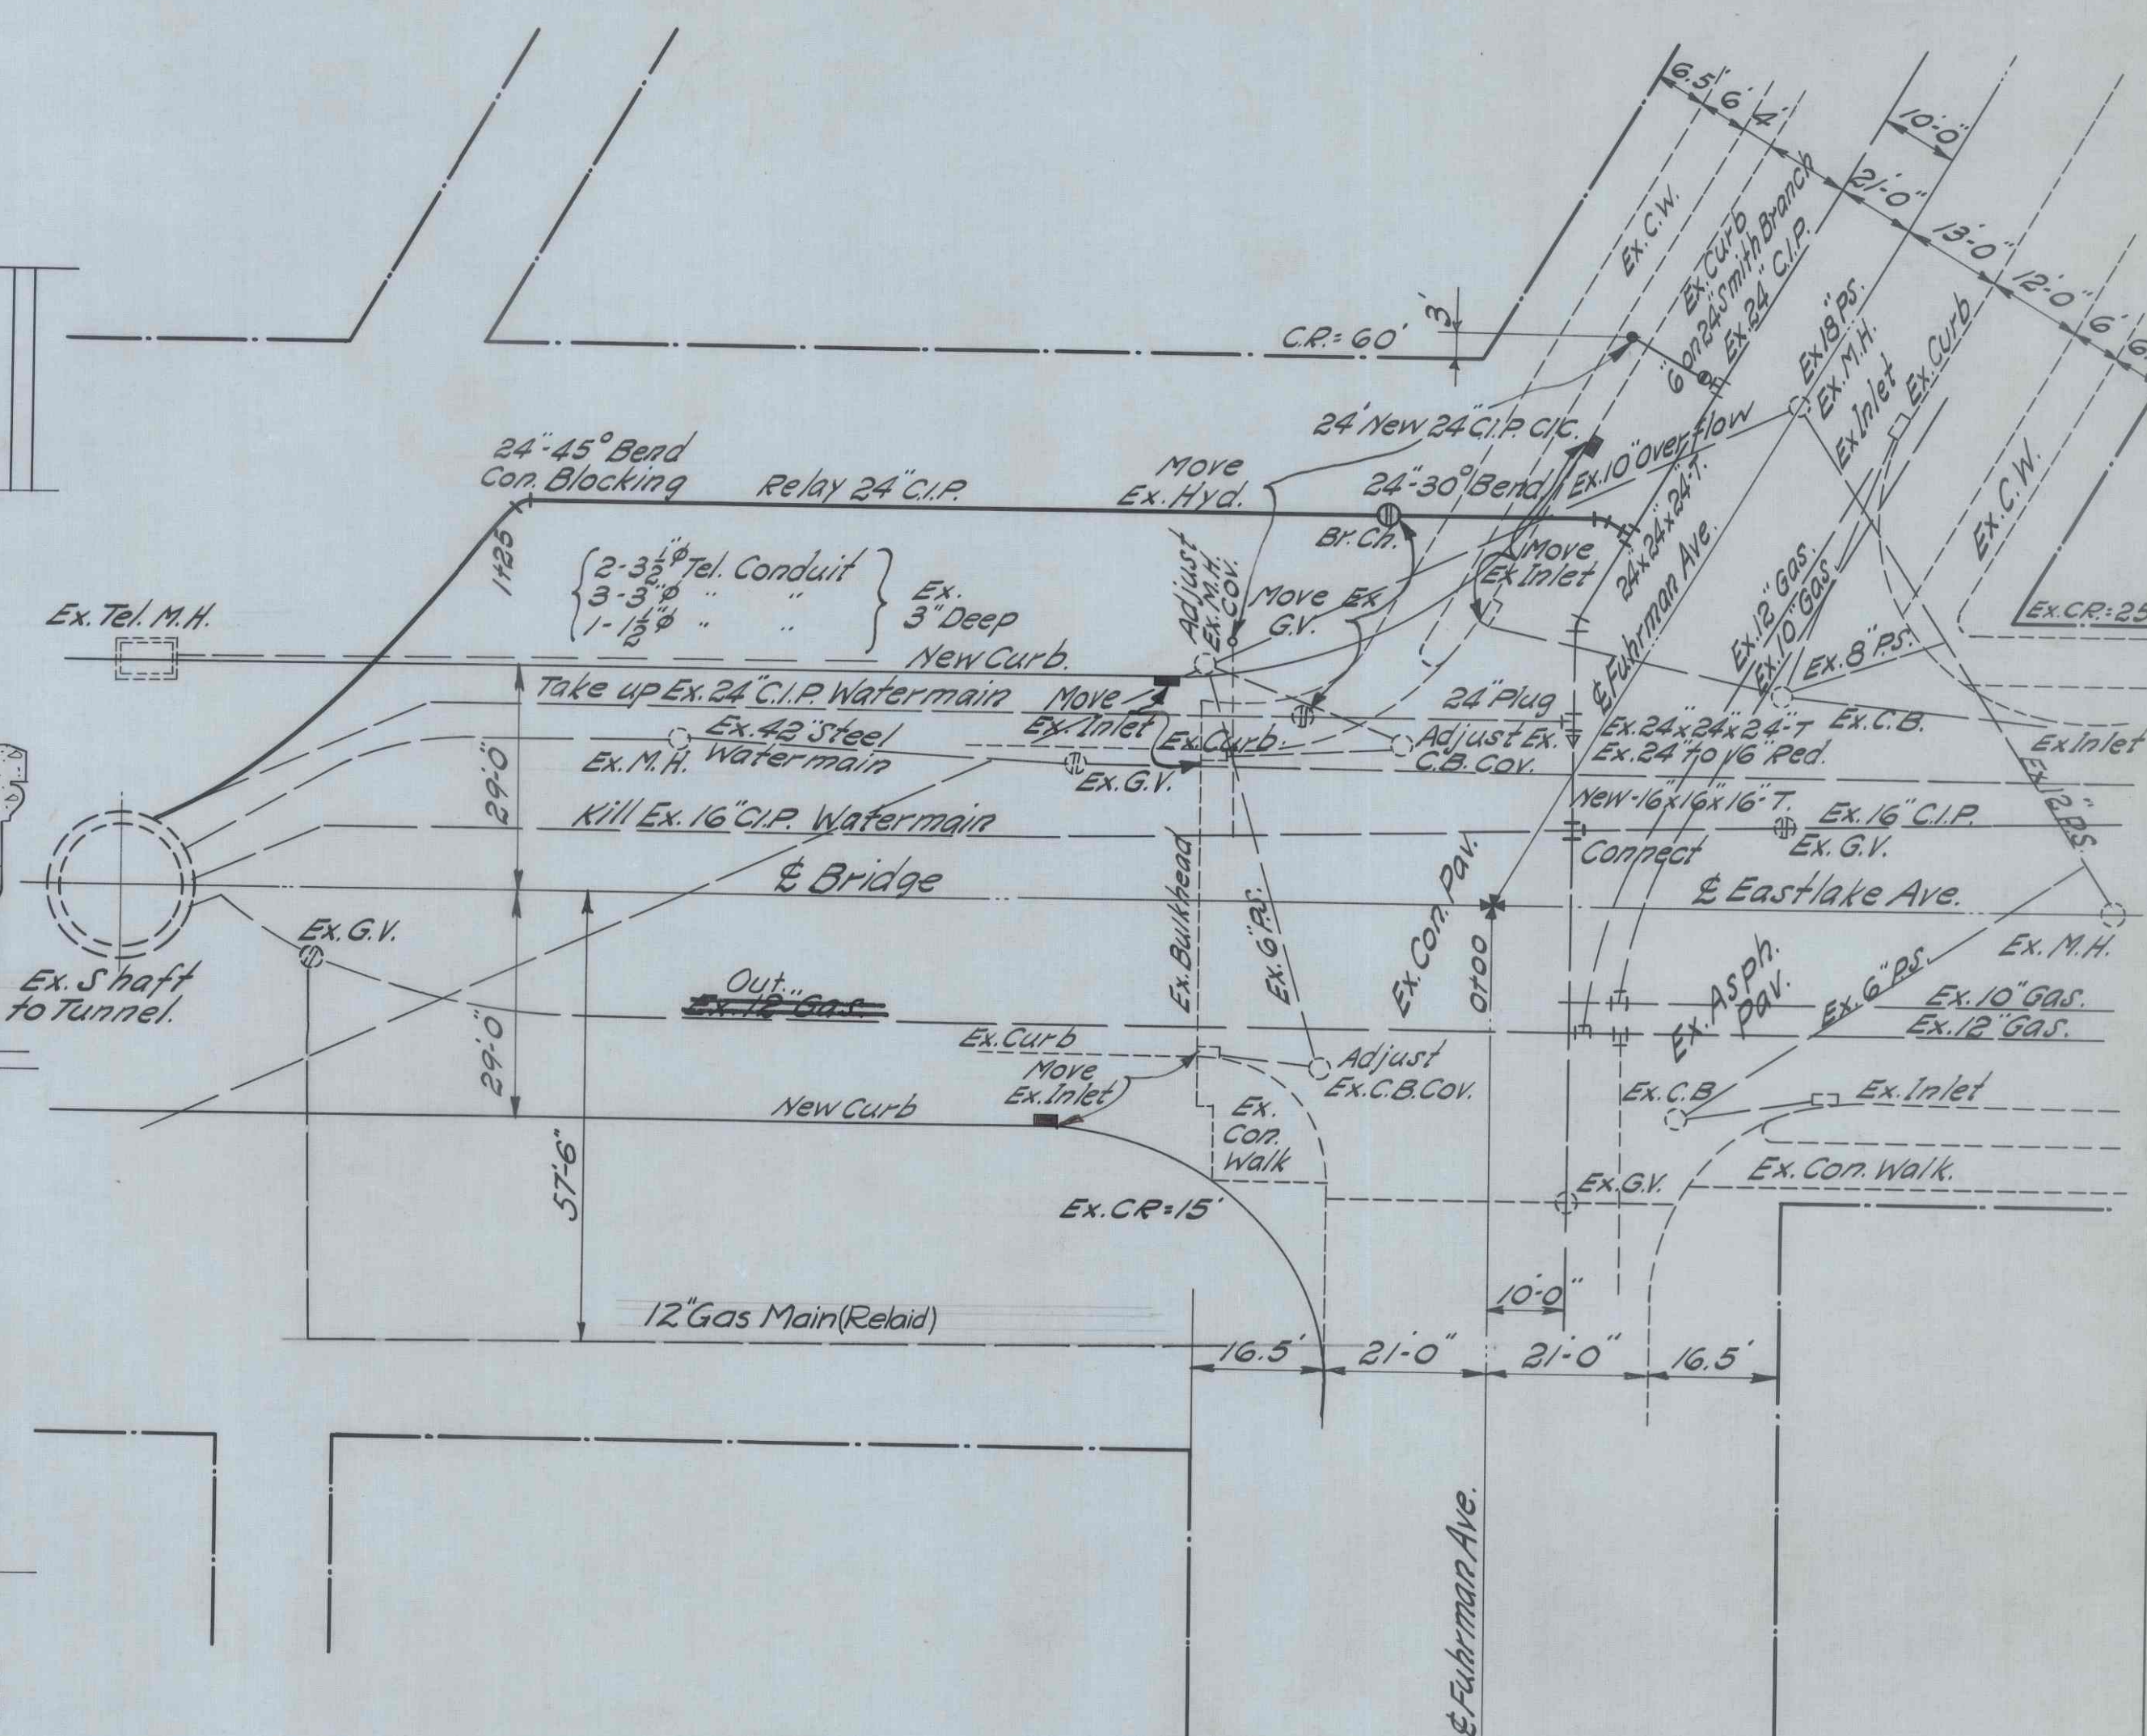 6.5'
6'
4'
10'-0"
21'-0"
13'-0"
12'-0"
6'
Ex. C.W.
Ex. Curb
6" on 24" Smith Branch
Ex. 24" C.I.P.
Ex 18" P.S.
Ex. M.H.
Ex Inlet
Ex. Curb
3'
C.R.= 60'
24' New 24" C.I.P. Cl C.
Ex. 10" Overflow
24"-45° Bend
Con. Blocking
Relay 24" C.I.P.
Move
Ex. Hyd.
24"-30° Bend
Br. Ch.
24x24x24-T.
¢ Fuhrman Ave.
Ex. C.W.
1+25
2-3½"φ Tel. Conduit
3-3"φ " "
1-1½"φ " "
Ex.
3" Deep
Adjust
Ex. M.H.
Cov.
Move Ex
G.V.
Move
Ex Inlet
Ex. 12" Gas.
Ex. 10" Gas.
Ex. 8" P.S.
Ex. CR.= 25
Ex. Tel. M.H.
New Curb.
Take up Ex. 24" C.I.P. Watermain
Move
Ex. Inlet
24" Plug
Ex. C.B.
Ex. 42" Steel
Watermain
Ex. M.H.
Ex. Curb
Adjust Ex.
C.B. Cov.
Ex. 24"x24"x24"-T
Ex. 24" to 16" Red.
Ex Inlet
Ex. G.V.
29'-0"
Kill Ex. 16" C.I.P. Watermain
New-16"x16"x16"-T.
Ex. 16" C.I.P.
Connect
Ex. G.V.
Ex 12" P.S.
¢ Bridge
Ex. Bulkhead
Ex. 6" P.S.
Ex. Con. Pav.
0+00
¢ Eastlake Ave.
Ex. G.V.
Ex. M.H.
Ex. Shaft
to Tunnel.
Out.
Ex. 12" Gas.
Ex. Asph.
Pav.
Ex. 6" P.S.
Ex. 10" Gas.
Ex. 12" Gas.
29'-0"
Ex. Curb
Move
Ex. Inlet
Adjust
Ex. C.B. Cov.
Ex. C.B.
Ex. Inlet
New Curb
Ex.
Con.
Walk
57'-6"
Ex. G.V.
Ex. Con. Walk.
Ex. CR=15'
10'-0"
12" Gas Main (Relaid)
16.5'
21'-0"
21'-0"
16.5'
¢ Fuhrman Ave.